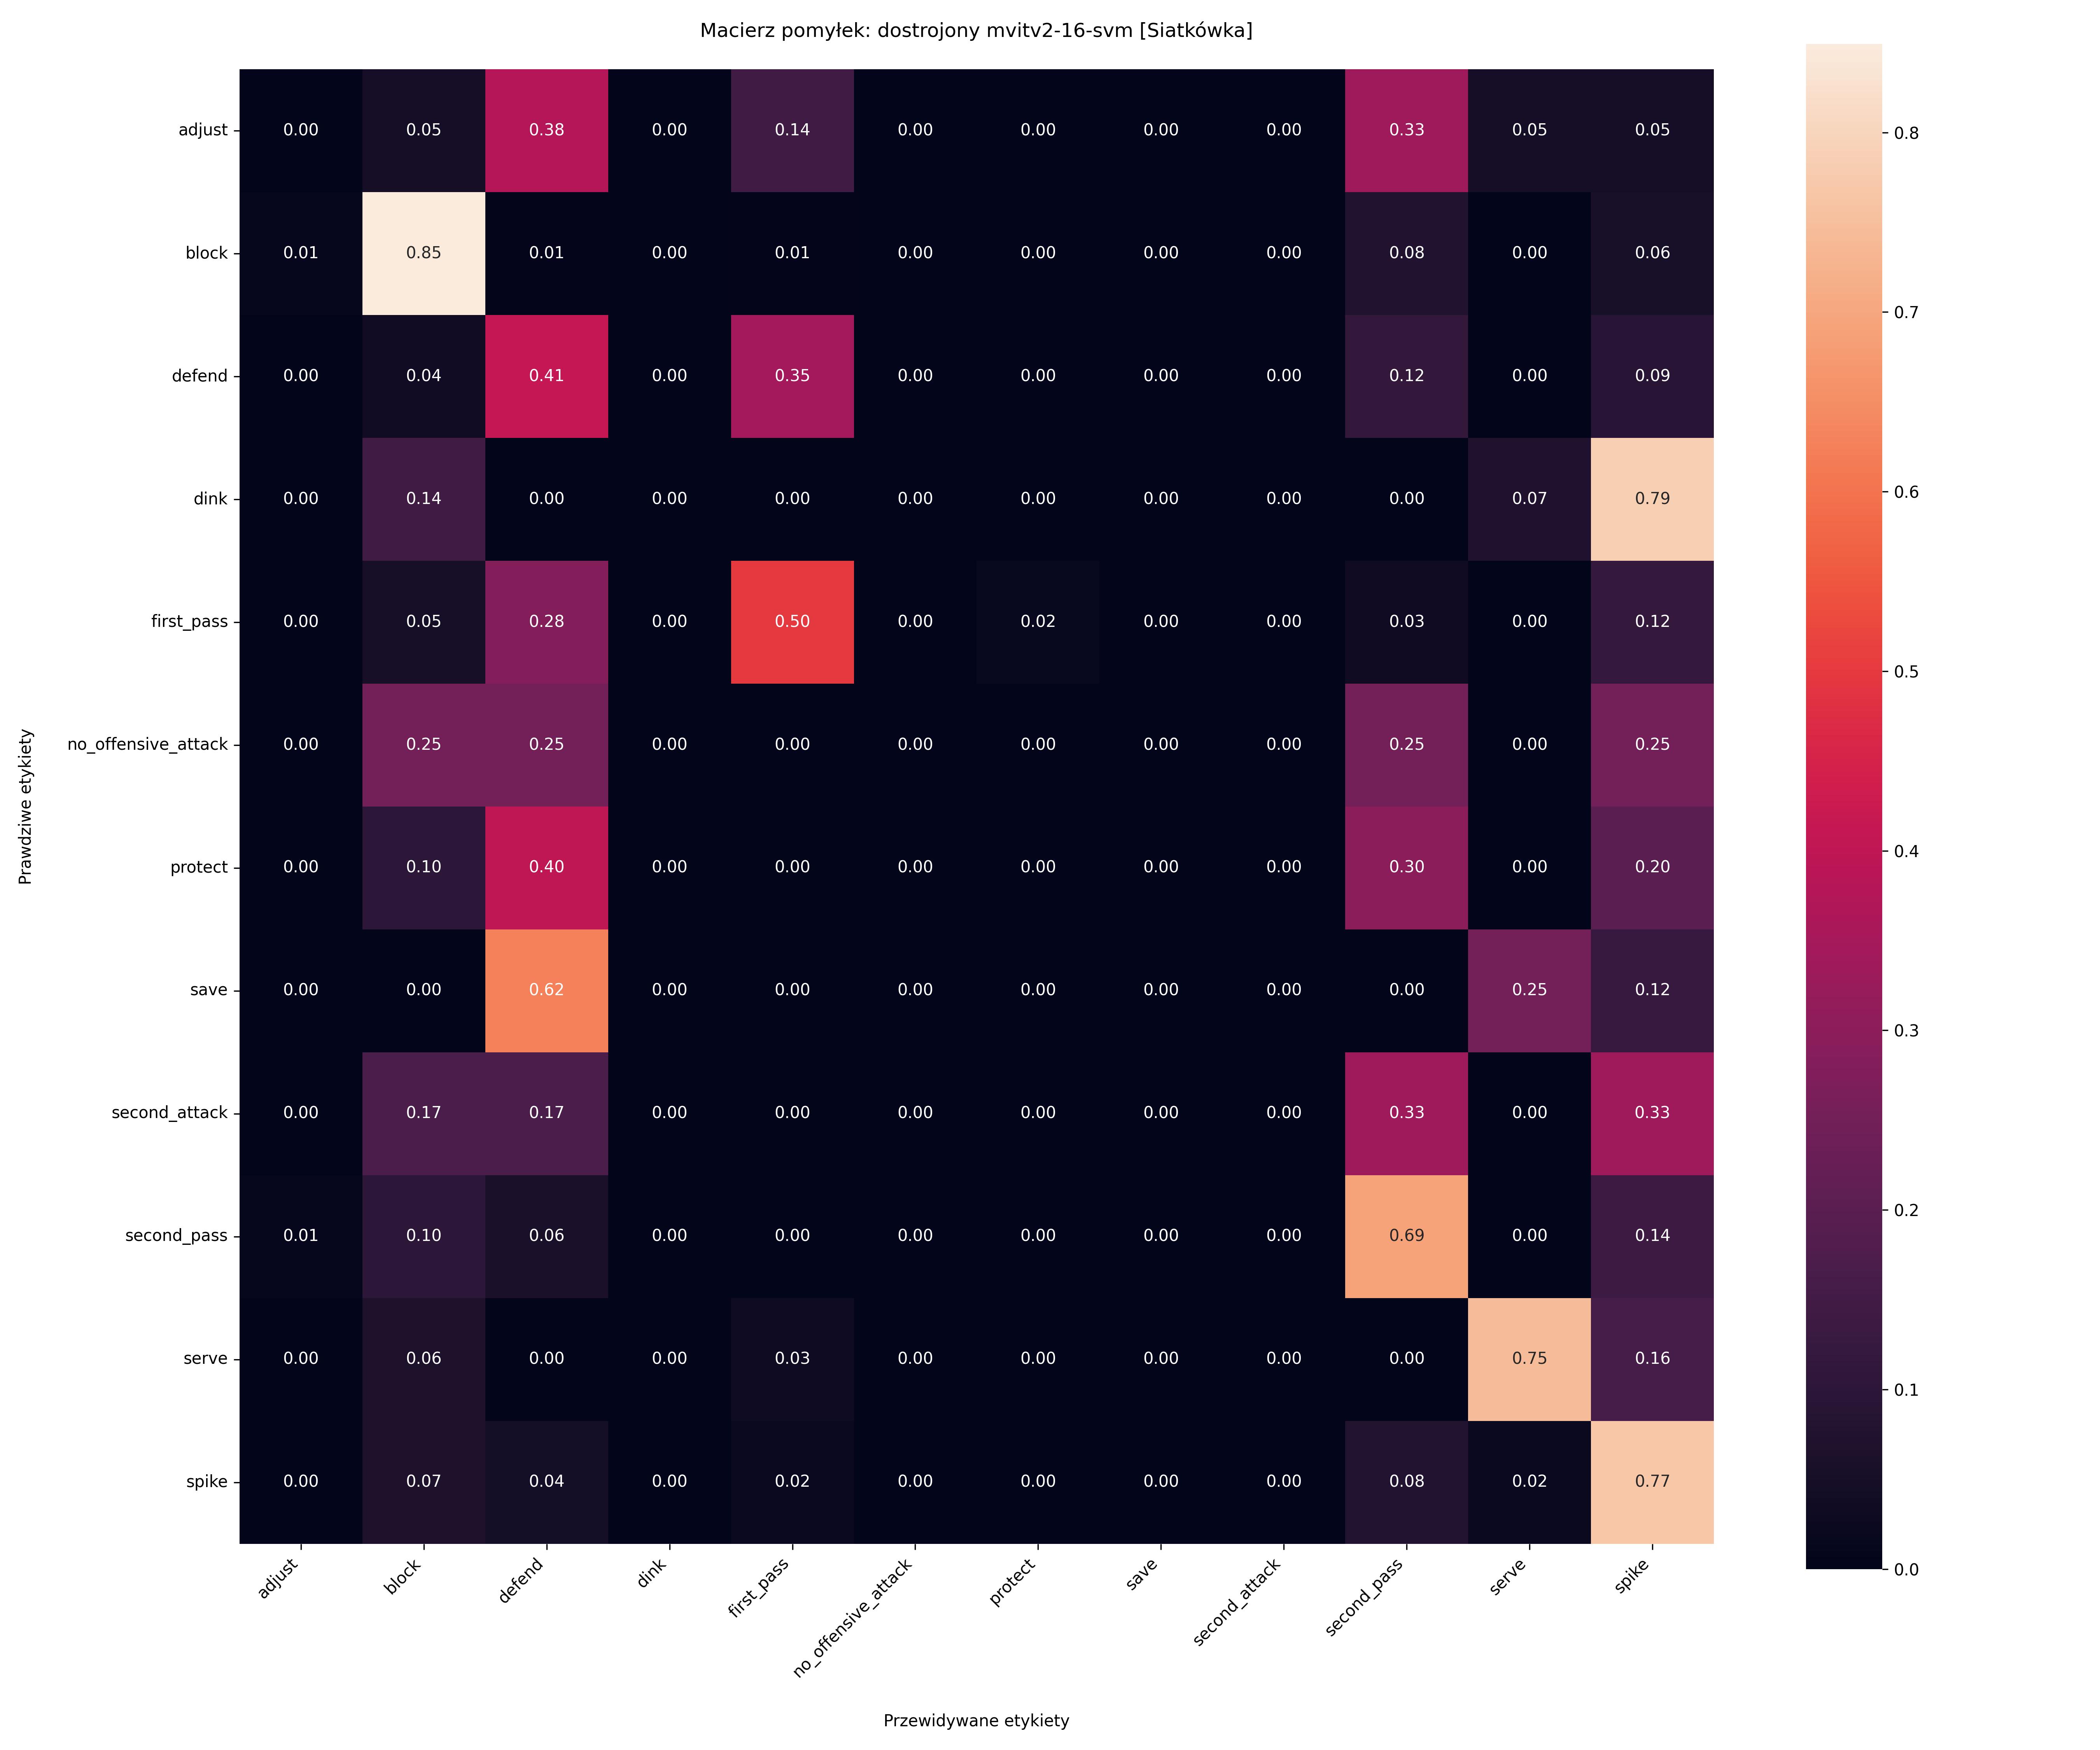 Macierz pomyłek: dostrojony mvitv2-16-svm [Siatkówka]
adjust 0.00 0.05 0.38 0.00 0.14 0.00 0.00 0.00 0.00 0.33 0.05 0.05
block 0.01 0.85 0.01 0.00 0.01 0.00 0.00 0.00 0.00 0.08 0.00 0.06
defend 0.00 0.04 0.41 0.00 0.35 0.00 0.00 0.00 0.00 0.12 0.00 0.09
dink 0.00 0.14 0.00 0.00 0.00 0.00 0.00 0.00 0.00 0.00 0.07 0.79
first_pass 0.00 0.05 0.28 0.00 0.50 0.00 0.02 0.00 0.00 0.03 0.00 0.12
no_offensive_attack 0.00 0.25 0.25 0.00 0.00 0.00 0.00 0.00 0.00 0.25 0.00 0.25
protect 0.00 0.10 0.40 0.00 0.00 0.00 0.00 0.00 0.00 0.30 0.00 0.20
save 0.00 0.00 0.62 0.00 0.00 0.00 0.00 0.00 0.00 0.00 0.25 0.12
second_attack 0.00 0.17 0.17 0.00 0.00 0.00 0.00 0.00 0.00 0.33 0.00 0.33
second_pass 0.01 0.10 0.06 0.00 0.00 0.00 0.00 0.00 0.00 0.69 0.00 0.14
serve 0.00 0.06 0.00 0.00 0.03 0.00 0.00 0.00 0.00 0.00 0.75 0.16
spike 0.00 0.07 0.04 0.00 0.02 0.00 0.00 0.00 0.00 0.08 0.02 0.77
adjust block defend dink first_pass no_offensive_attack protect save second_attack second_pass serve spike
Przewidywane etykiety
Prawdziwe etykiety
0.8
0.7
0.6
0.5
0.4
0.3
0.2
0.1
0.0